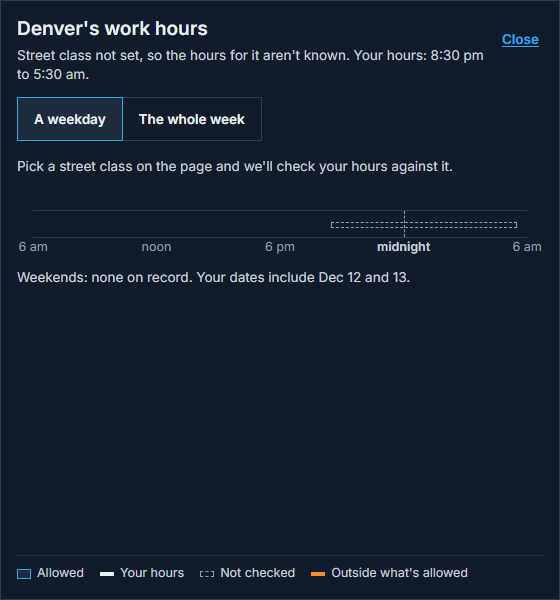 Denver's work hours
Close
Street class not set, so the hours for it aren't known. Your hours: 8:30 pm
to 5:30 am.
A weekday
The whole week
Pick a street class on the page and we'll check your hours against it.
6 am noon 6 pm midnight 6 am
Weekends: none on record. Your dates include Dec 12 and 13.
Allowed Your hours Not checked Outside what's allowed